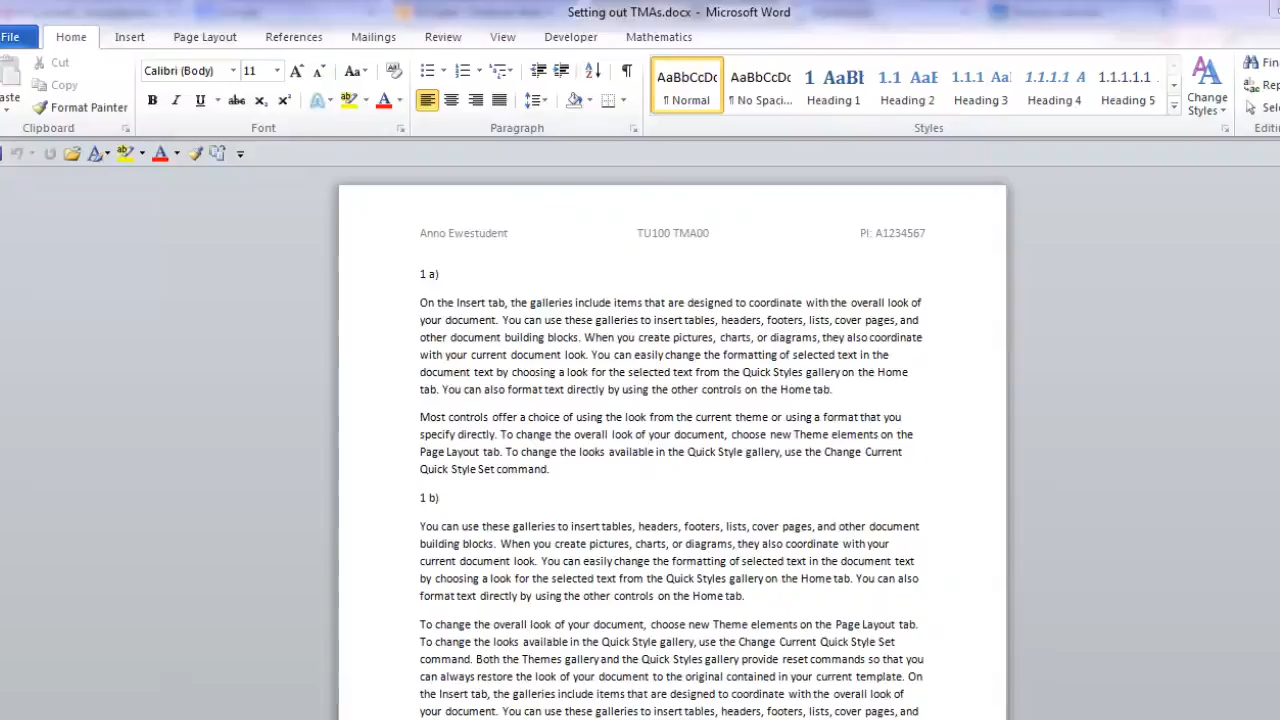 Setting out TMAs.docx - Microsoft Word
File Home Insert Page Layout References Mailings Review View Developer Mathematics
Cut
Copy
Format Painter
Clipboard
Calibri (Body) 11
Font
Paragraph
AaBbCcDc AaBbCcDc 1 AaBl 1.1 AaE 1.1.1 Aa 1.1.1.1 A 1.1.1.1.1
¶ Normal ¶ No Spaci... Heading 1 Heading 2 Heading 3 Heading 4 Heading 5
Change
Styles
Styles
Fin
Rep
Sele
Editi
Anno Ewestudent TU100 TMA00 PI: A1234567
1 a)
On the Insert tab, the galleries include items that are designed to coordinate with the overall look of
your document. You can use these galleries to insert tables, headers, footers, lists, cover pages, and
other document building blocks. When you create pictures, charts, or diagrams, they also coordinate
with your current document look. You can easily change the formatting of selected text in the
document text by choosing a look for the selected text from the Quick Styles gallery on the Home
tab. You can also format text directly by using the other controls on the Home tab.
Most controls offer a choice of using the look from the current theme or using a format that you
specify directly. To change the overall look of your document, choose new Theme elements on the
Page Layout tab. To change the looks available in the Quick Style gallery, use the Change Current
Quick Style Set command.
1 b)
You can use these galleries to insert tables, headers, footers, lists, cover pages, and other document
building blocks. When you create pictures, charts, or diagrams, they also coordinate with your
current document look. You can easily change the formatting of selected text in the document text
by choosing a look for the selected text from the Quick Styles gallery on the Home tab. You can also
format text directly by using the other controls on the Home tab.
To change the overall look of your document, choose new Theme elements on the Page Layout tab.
To change the looks available in the Quick Style gallery, use the Change Current Quick Style Set
command. Both the Themes gallery and the Quick Styles gallery provide reset commands so that you
can always restore the look of your document to the original contained in your current template. On
the Insert tab, the galleries include items that are designed to coordinate with the overall look of
your document. You can use these galleries to insert tables, headers, footers, lists, cover pages, and